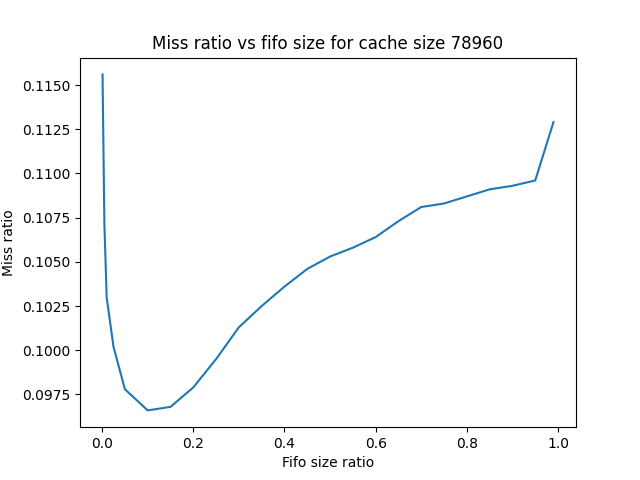 Miss ratio vs fifo size for cache size 78960
0.1150
0.1125
0.1100
0.1075
0.1050
0.1025
0.1000
0.0975
Miss ratio
0.0 0.2 0.4 0.6 0.8 1.0
Fifo size ratio